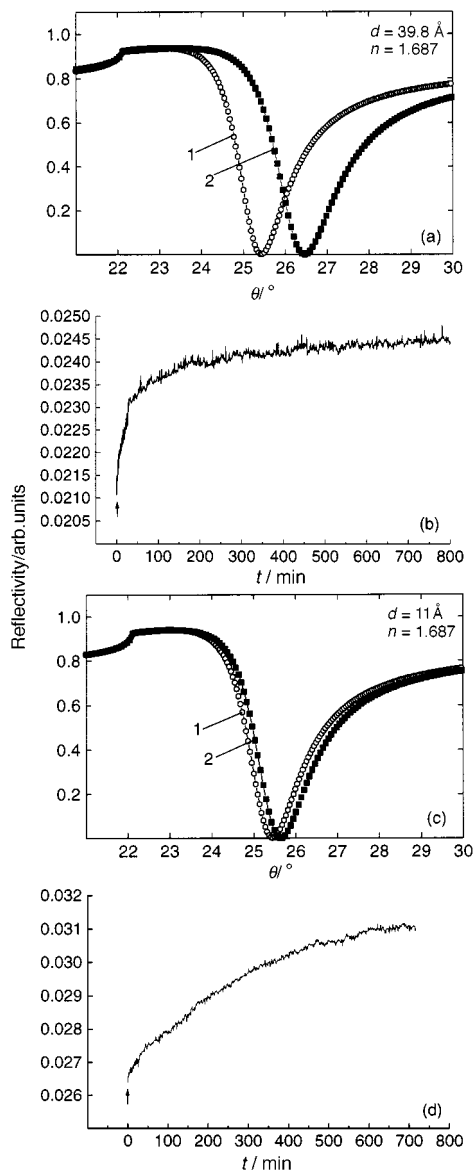 1.0
0.8
0.6
0.4
0.2
d = 39.8 Å
n = 1.687
1
2
(a)
22 23 24 25 26 27 28 29 30
θ/ °
Reflectivity/arb.units
0.0250
0.0245
0.0240
0.0235
0.0230
0.0225
0.0220
0.0215
0.0210
0.0205
(b)
0 100 200 300 400 500 600 700 800
t / min
1.0
0.8
0.6
0.4
0.2
d = 11 Å
n = 1.687
1
2
(c)
22 23 24 25 26 27 28 29 30
θ/ °
0.032
0.031
0.030
0.029
0.028
0.027
0.026
(d)
0 100 200 300 400 500 600 700 800
t / min